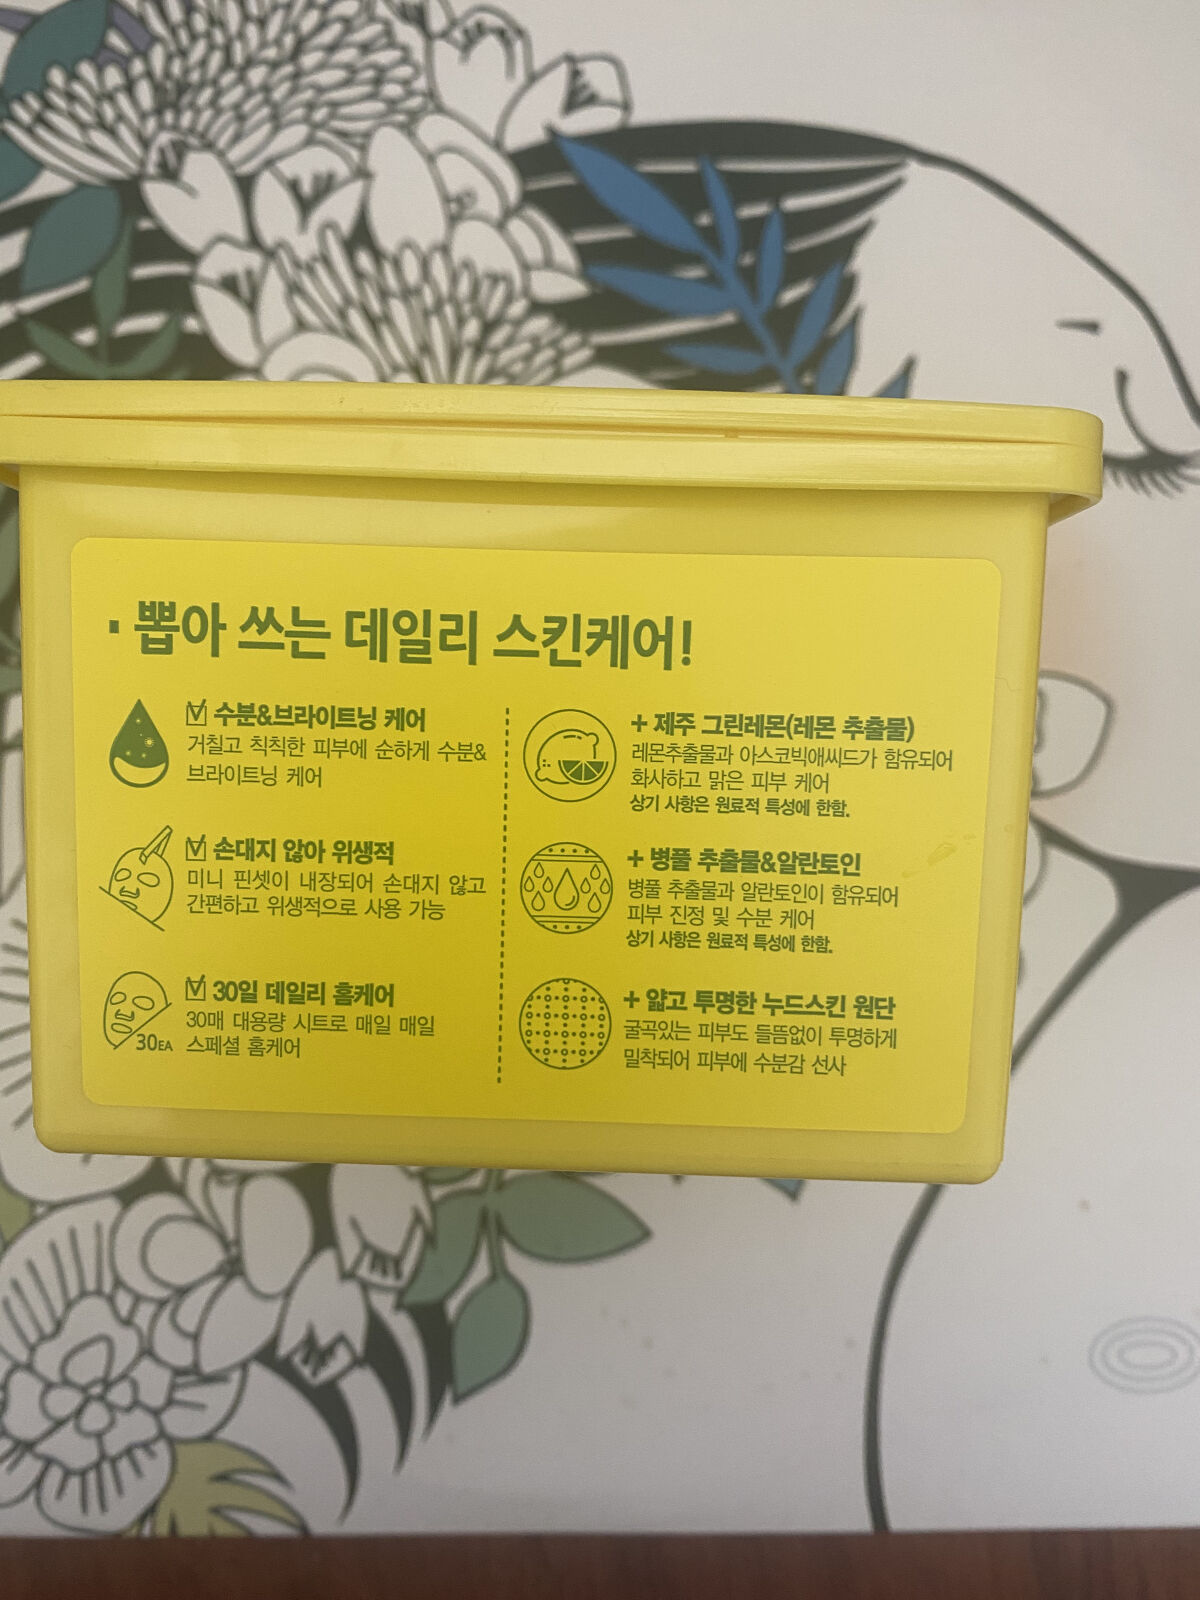 · 뽑아 쓰는 데일리 스킨케어!
수분&브라이트닝 케어
거칠고 칙칙한 피부에 순하게 수분&
브라이트닝 케어
손대지 않아 위생적
미니 핀셋이 내장되어 손대지 않고
간편하고 위생적으로 사용 가능
30일 데일리 홈케어
30매 대용량 시트로 매일 매일
스페셜 홈케어
30EA
+ 제주 그린레몬(레몬 추출물)
레몬추출물과 아스코빅애씨드가 함유되어
화사하고 맑은 피부 케어
상기 사항은 원료적 특성에 한함.
+ 병풀 추출물&알란토인
병풀 추출물과 알란토인이 함유되어
피부 진정 및 수분 케어
상기 사항은 원료적 특성에 한함.
+ 얇고 투명한 누드스킨 원단
굴곡있는 피부도 들뜸없이 투명하게
밀착되어 피부에 수분감 선사